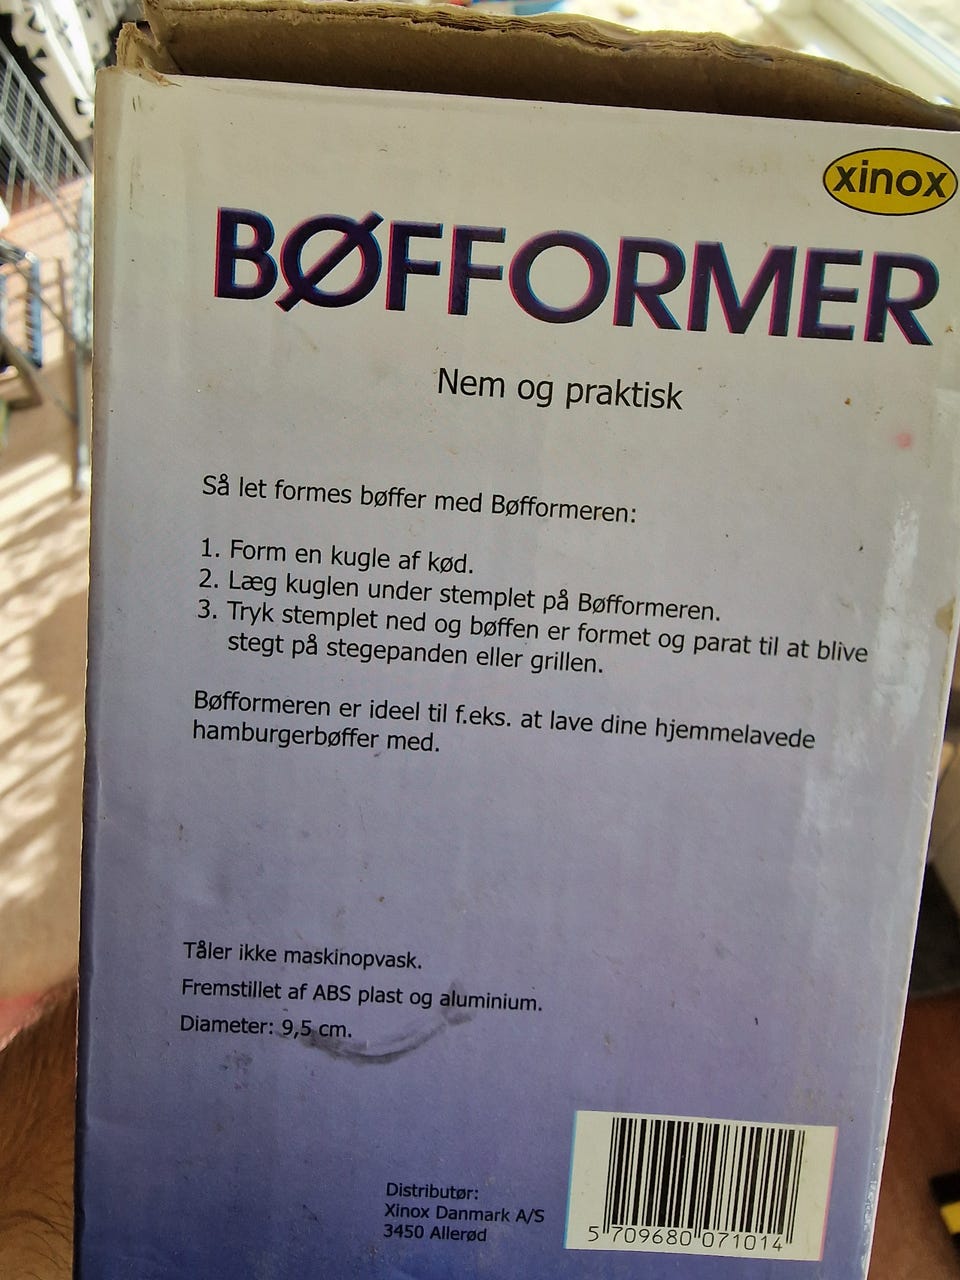 xinox
BØFFORMER
Nem og praktisk
Så let formes bøffer med Bøfformeren:
1. Form en kugle af kød.
2. Læg kuglen under stemplet på Bøfformeren.
3. Tryk stemplet ned og bøffen er formet og parat til at blive
stegt på stegepanden eller grillen.
Bøfformeren er ideel til f.eks. at lave dine hjemmelavede
hamburgerbøffer med.
Tåler ikke maskinopvask.
Fremstillet af ABS plast og aluminium.
Diameter: 9,5 cm.
Distributør:
Xinox Danmark A/S
3450 Allerød
5 709680 071014